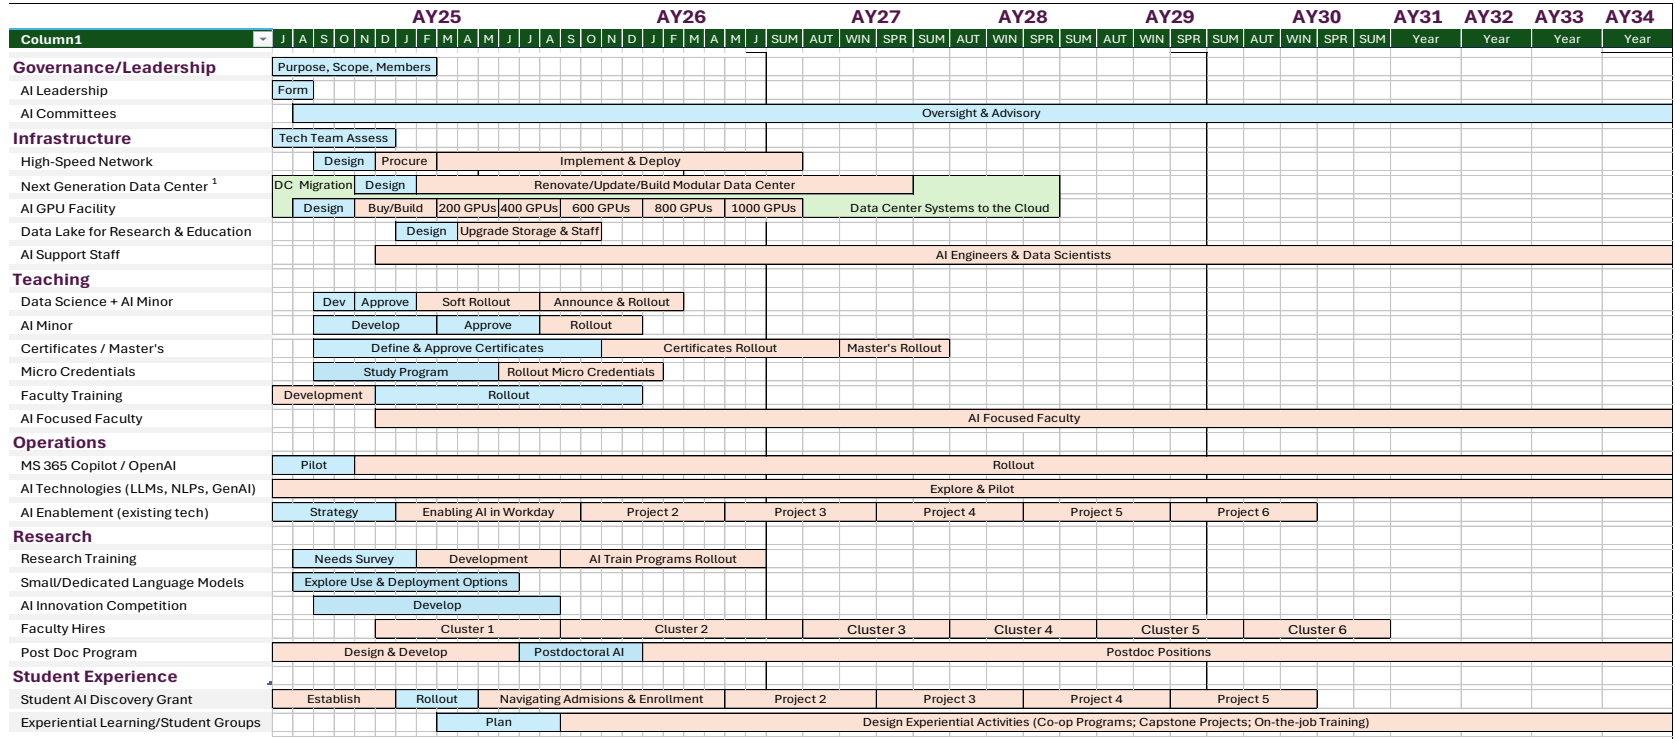 AY25 AY26 AY27 AY28 AY29 AY30 AY31 AY32 AY33 AY34
Column1 J A S O N D J F M A M J J A S O N D J F M A M J SUM AUT WIN SPR SUM AUT WIN SPR SUM AUT WIN SPR SUM AUT WIN SPR SUM Year Year Year Year
Governance/Leadership Purpose, Scope, Members
AI Leadership Form
AI Committees Oversight & Advisory
Infrastructure Tech Team Assess
High-Speed Network Design Procure Implement & Deploy
Next Generation Data Center 1 DC Migration Design Renovate/Update/Build Modular Data Center
AI GPU Facility Design Buy/Build 200 GPUs 400 GPUs 600 GPUs 800 GPUs 1000 GPUs Data Center Systems to the Cloud
Data Lake for Research & Education Design Upgrade Storage & Staff
AI Support Staff AI Engineers & Data Scientists
Teaching
Data Science + AI Minor Dev Approve Soft Rollout Announce & Rollout
AI Minor Develop Approve Rollout
Certificates / Master's Define & Approve Certificates Certificates Rollout Master's Rollout
Micro Credentials Study Program Rollout Micro Credentials
Faculty Training Development Rollout
AI Focused Faculty AI Focused Faculty
Operations
MS 365 Copilot / OpenAI Pilot Rollout
AI Technologies (LLMs, NLPs, GenAI) Explore & Pilot
AI Enablement (existing tech) Strategy Enabling AI in Workday Project 2 Project 3 Project 4 Project 5 Project 6
Research
Research Training Needs Survey Development AI Train Programs Rollout
Small/Dedicated Language Models Explore Use & Deployment Options
AI Innovation Competition Develop
Faculty Hires Cluster 1 Cluster 2 Cluster 3 Cluster 4 Cluster 5 Cluster 6
Post Doc Program Design & Develop Postdoctoral AI Postdoc Positions
Student Experience
Student AI Discovery Grant Establish Rollout Navigating Admisions & Enrollment Project 2 Project 3 Project 4 Project 5
Experiential Learning/Student Groups Plan Design Experiential Activities (Co-op Programs; Capstone Projects; On-the-job Training)